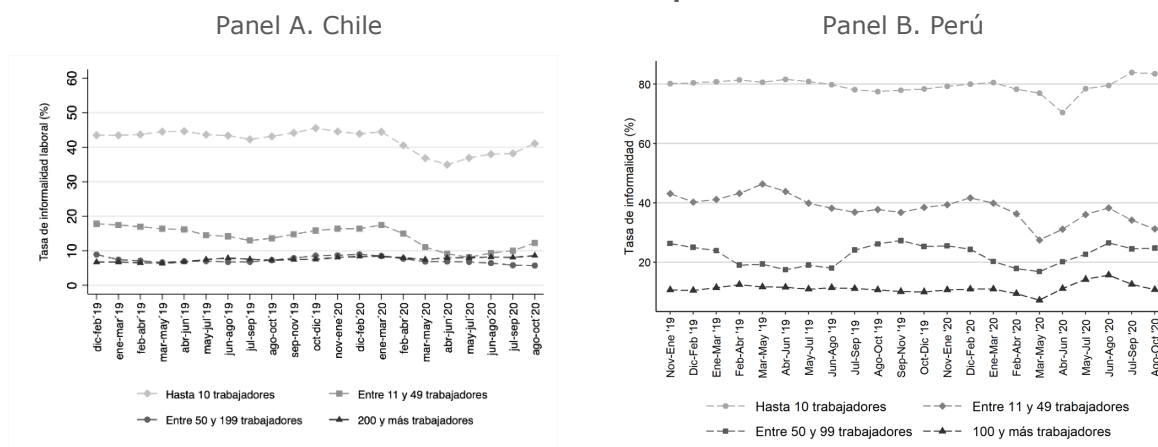 Panel A. Chile
Tasa de informalidad laboral (%)
60
50
40
30
20
10
0
dic-feb'19
ene-mar'19
feb-abr'19
mar-may'19
abr-jun'19
may-jul'19
jun-ago'19
jul-sep'19
ago-oct'19
sep-nov'19
oct-dic'19
nov-ene'20
dic-feb'20
ene-mar'20
feb-abr'20
mar-may'20
abr-jun'20
may-jul'20
jun-ago'20
jul-sep'20
ago-oct'20
Hasta 10 trabajadores
Entre 11 y 49 trabajadores
Entre 50 y 199 trabajadores
200 y más trabajadores
Panel B. Perú
Tasa de informalidad (%)
80
60
40
20
Nov-Ene '19
Dic-Feb '19
Ene-Mar '19
Feb-Abr '19
Mar-May '19
Abr-Jun '19
May-Jul '19
Jun-Ago '19
Jul-Sep '19
Ago-Oct '19
Sep-Nov '19
Oct-Dic '19
Nov-Ene '20
Dic-Feb '20
Ene-Mar '20
Feb-Abr '20
Mar-May '20
Abr-Jun '20
May-Jul '20
Jun-Ago '20
Jul-Sep '20
Ago-Oct '20
Hasta 10 trabajadores
Entre 11 y 49 trabajadores
Entre 50 y 99 trabajadores
100 y más trabajadores